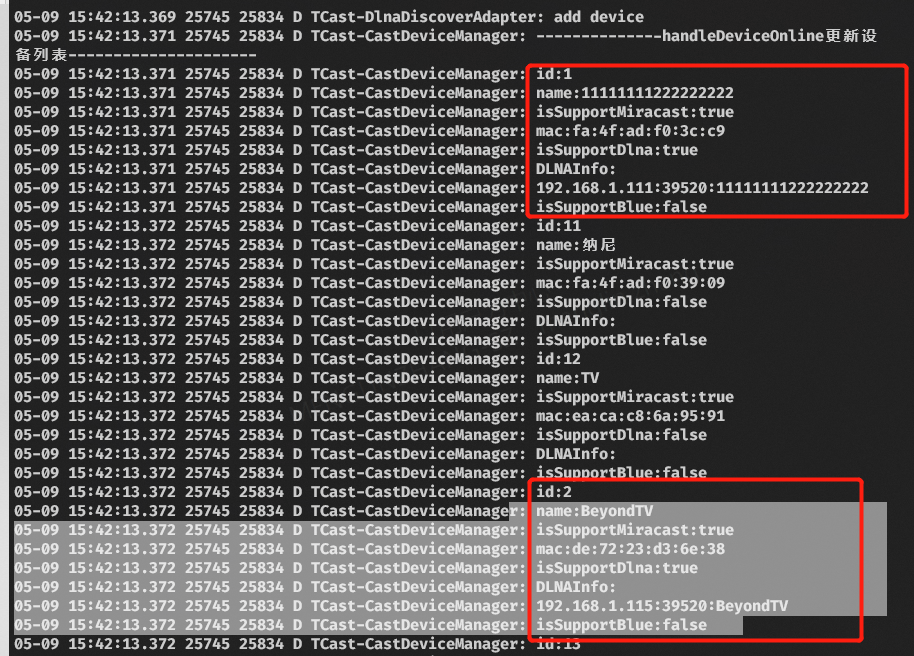 05-09 15:42:13.369 25745 25834 D TCast-DlnaDiscoverAdapter: add device
05-09 15:42:13.371 25745 25834 D TCast-CastDeviceManager: --------------handleDeviceOnline更新设
备列表---------------------
05-09 15:42:13.371 25745 25834 D TCast-CastDeviceManager: id:1
05-09 15:42:13.371 25745 25834 D TCast-CastDeviceManager: name:11111111222222222
05-09 15:42:13.371 25745 25834 D TCast-CastDeviceManager: isSupportMiracast:true
05-09 15:42:13.371 25745 25834 D TCast-CastDeviceManager: mac:fa:4f:ad:f0:3c:c9
05-09 15:42:13.371 25745 25834 D TCast-CastDeviceManager: isSupportDlna:true
05-09 15:42:13.371 25745 25834 D TCast-CastDeviceManager: DLNAInfo:
05-09 15:42:13.371 25745 25834 D TCast-CastDeviceManager: 192.168.1.111:39520:11111111222222222
05-09 15:42:13.371 25745 25834 D TCast-CastDeviceManager: isSupportBlue:false
05-09 15:42:13.372 25745 25834 D TCast-CastDeviceManager: id:11
05-09 15:42:13.372 25745 25834 D TCast-CastDeviceManager: name:纳尼
05-09 15:42:13.372 25745 25834 D TCast-CastDeviceManager: isSupportMiracast:true
05-09 15:42:13.372 25745 25834 D TCast-CastDeviceManager: mac:fa:4f:ad:f0:39:09
05-09 15:42:13.372 25745 25834 D TCast-CastDeviceManager: isSupportDlna:false
05-09 15:42:13.372 25745 25834 D TCast-CastDeviceManager: DLNAInfo:
05-09 15:42:13.372 25745 25834 D TCast-CastDeviceManager: isSupportBlue:false
05-09 15:42:13.372 25745 25834 D TCast-CastDeviceManager: id:12
05-09 15:42:13.372 25745 25834 D TCast-CastDeviceManager: name:TV
05-09 15:42:13.372 25745 25834 D TCast-CastDeviceManager: isSupportMiracast:true
05-09 15:42:13.372 25745 25834 D TCast-CastDeviceManager: mac:ea:ca:c8:6a:95:91
05-09 15:42:13.372 25745 25834 D TCast-CastDeviceManager: isSupportDlna:false
05-09 15:42:13.372 25745 25834 D TCast-CastDeviceManager: DLNAInfo:
05-09 15:42:13.372 25745 25834 D TCast-CastDeviceManager: isSupportBlue:false
05-09 15:42:13.372 25745 25834 D TCast-CastDeviceManager: id:2
05-09 15:42:13.372 25745 25834 D TCast-CastDeviceManager: name:BeyondTV
05-09 15:42:13.372 25745 25834 D TCast-CastDeviceManager: isSupportMiracast:true
05-09 15:42:13.372 25745 25834 D TCast-CastDeviceManager: mac:de:72:23:d3:6e:38
05-09 15:42:13.372 25745 25834 D TCast-CastDeviceManager: isSupportDlna:true
05-09 15:42:13.372 25745 25834 D TCast-CastDeviceManager: DLNAInfo:
05-09 15:42:13.372 25745 25834 D TCast-CastDeviceManager: 192.168.1.115:39520:BeyondTV
05-09 15:42:13.372 25745 25834 D TCast-CastDeviceManager: isSupportBlue:false
05-09 15:42:13.372 25745 25834 D TCast-CastDeviceManager: id:13